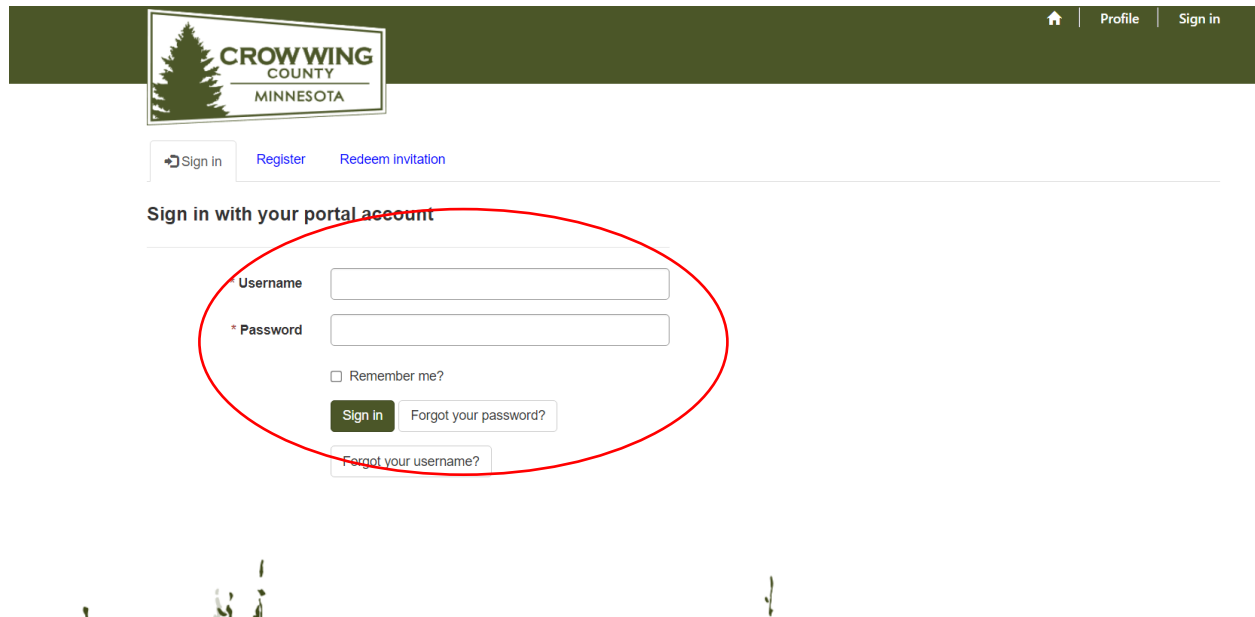 Profile Sign in
CROW WING
COUNTY
MINNESOTA
Sign in Register Redeem invitation
Sign in with your portal account
* Username
* Password
Remember me?
Sign in Forgot your password?
Forgot your username?